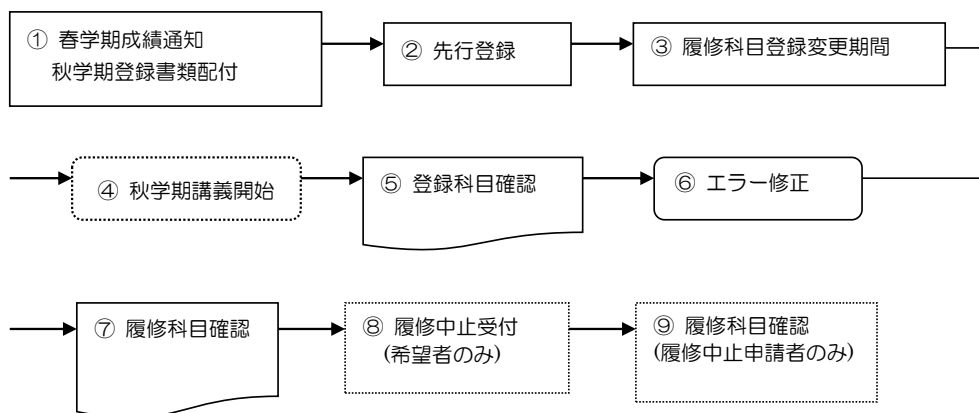 ① 春学期成績通知
秋学期登録書類配付
② 先行登録
③ 履修科目登録変更期間
④ 秋学期講義開始
⑤ 登録科目確認
⑥ エラー修正
⑦ 履修科目確認
⑧ 履修中止受付
(希望者のみ)
⑨ 履修科目確認
(履修中止申請者のみ)